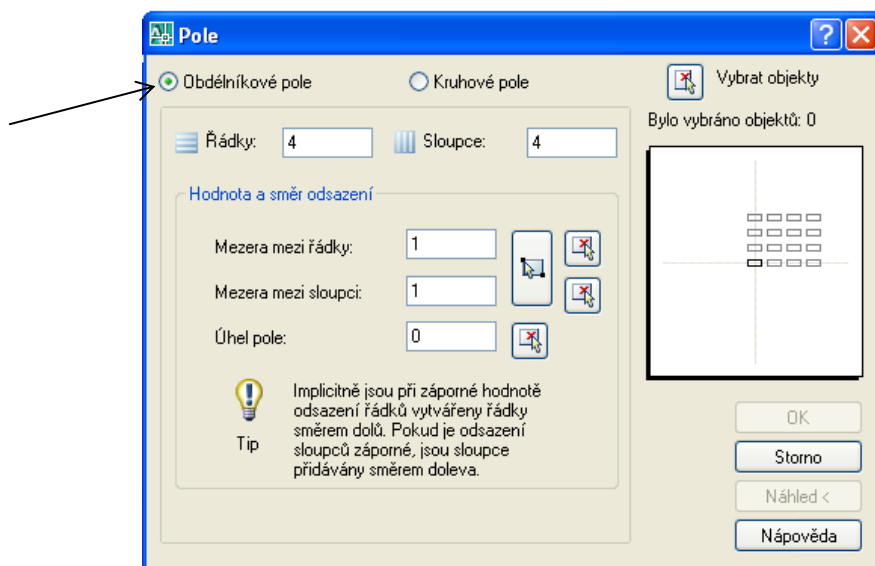 Pole
Obdélníkové pole
Kruhové pole
Vybrat objekty
Bylo vybráno objektů: 0
Řádky: 4
Sloupce: 4
Hodnota a směr odsazení
Mezera mezi řádky: 1
Mezera mezi sloupci: 1
Úhel pole: 0
Tip
Implicitně jsou při záporné hodnotě
odsazení řádků vytvářeny řádky
směrem dolů. Pokud je odsazení
sloupců záporné, jsou sloupce
přidávány směrem doleva.
OK
Storno
Náhled <
Nápověda